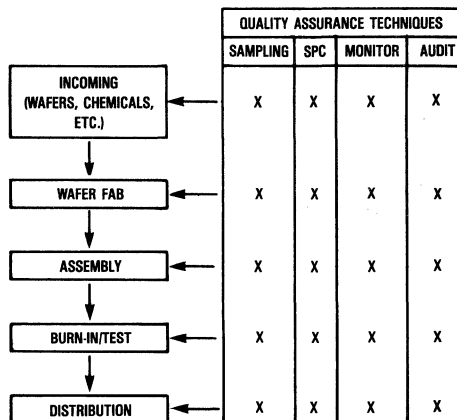 QUALITY ASSURANCE TECHNIQUES
SAMPLING SPC MONITOR AUDIT
INCOMING
(WAFERS, CHEMICALS,
ETC.)
X X X X
WAFER FAB
X X X X
ASSEMBLY
X X X X
BURN-IN/TEST
X X X X
DISTRIBUTION
X X X X